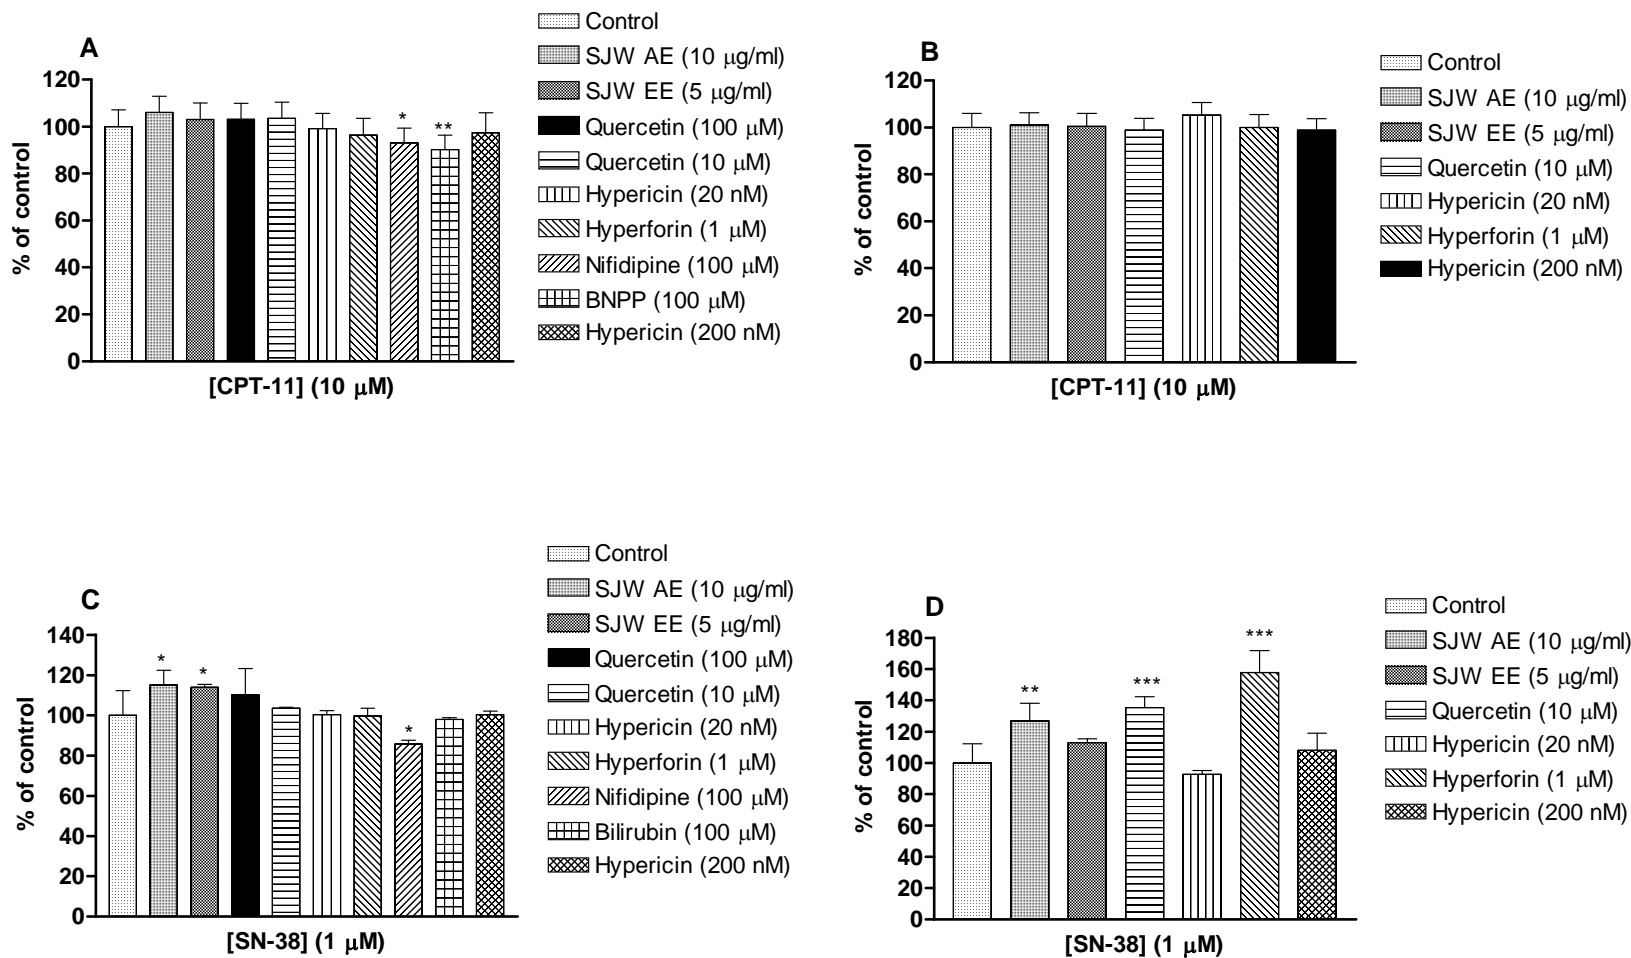 A
120
100
80
60
40
20
0
% of control
* **
[CPT-11] (10 μM)
Control
SJW AE (10 μg/ml)
SJW EE (5 μg/ml)
Quercetin (100 μM)
Quercetin (10 μM)
Hypericin (20 nM)
Hyperforin (1 μM)
Nifidipine (100 μM)
BNPP (100 μM)
Hypericin (200 nM)
B
120
100
80
60
40
20
0
% of control
[CPT-11] (10 μM)
Control
SJW AE (10 μg/ml)
SJW EE (5 μg/ml)
Quercetin (10 μM)
Hypericin (20 nM)
Hyperforin (1 μM)
Hypericin (200 nM)
C
140
120
100
80
60
40
20
0
% of control
* * *
[SN-38] (1 μM)
Control
SJW AE (10 μg/ml)
SJW EE (5 μg/ml)
Quercetin (100 μM)
Quercetin (10 μM)
Hypericin (20 nM)
Hyperforin (1 μM)
Nifidipine (100 μM)
Bilirubin (100 μM)
Hypericin (200 nM)
D
180
160
140
120
100
80
60
40
20
0
% of control
** *** ***
[SN-38] (1 μM)
Control
SJW AE (10 μg/ml)
SJW EE (5 μg/ml)
Quercetin (10 μM)
Hypericin (20 nM)
Hyperforin (1 μM)
Hypericin (200 nM)